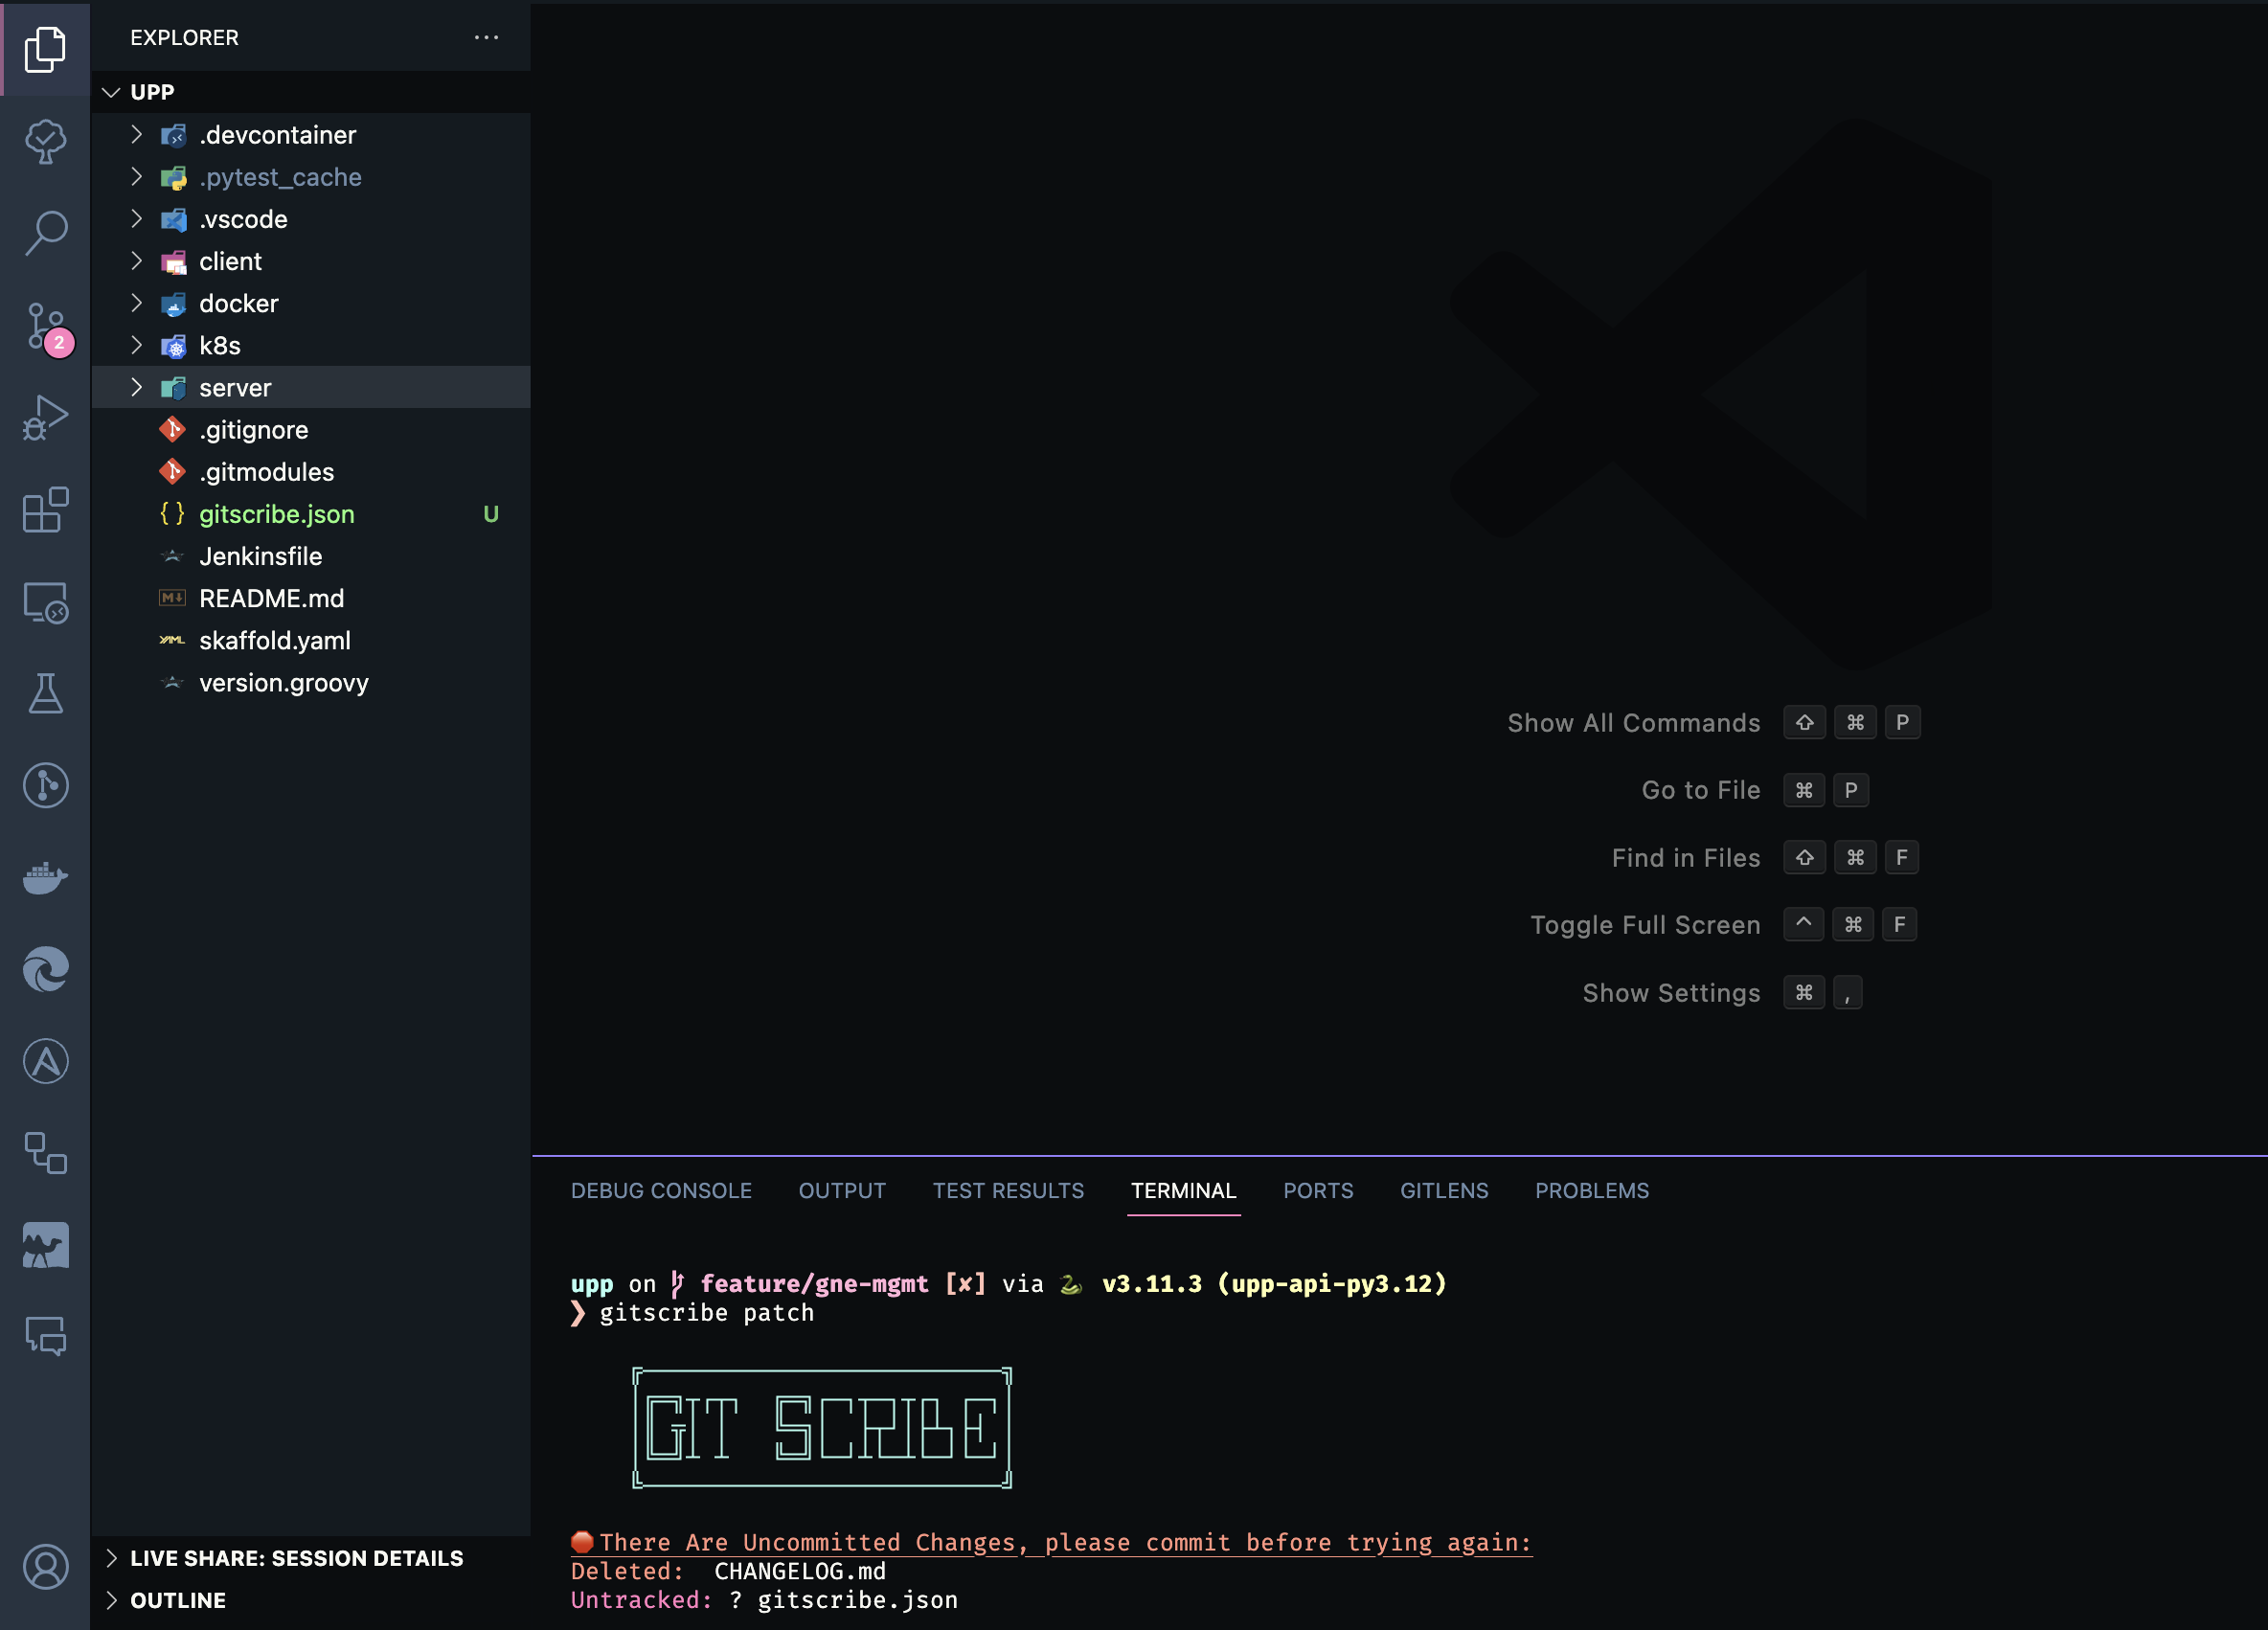 EXPLORER
UPP
.devcontainer
.pytest_cache
.vscode
client
docker
k8s
2
server
.gitignore
.gitmodules
gitscribe.json U
Jenkinsfile
README.md
skaffold.yaml
version.groovy
LIVE SHARE: SESSION DETAILS
OUTLINE
Show All Commands ⇧ ⌘ P
Go to File ⌘ P
Find in Files ⇧ ⌘ F
Toggle Full Screen ^ ⌘ F
Show Settings ⌘ ,
DEBUG CONSOLE OUTPUT TEST RESULTS TERMINAL PORTS GITLENS PROBLEMS
upp on feature/gne-mgmt [✘] via 🐍 v3.11.3 (upp-api-py3.12)
❯ gitscribe patch
GIT SCRIBE
🛑There Are Uncommitted Changes, please commit before trying again:
Deleted: CHANGELOG.md
Untracked: ? gitscribe.json